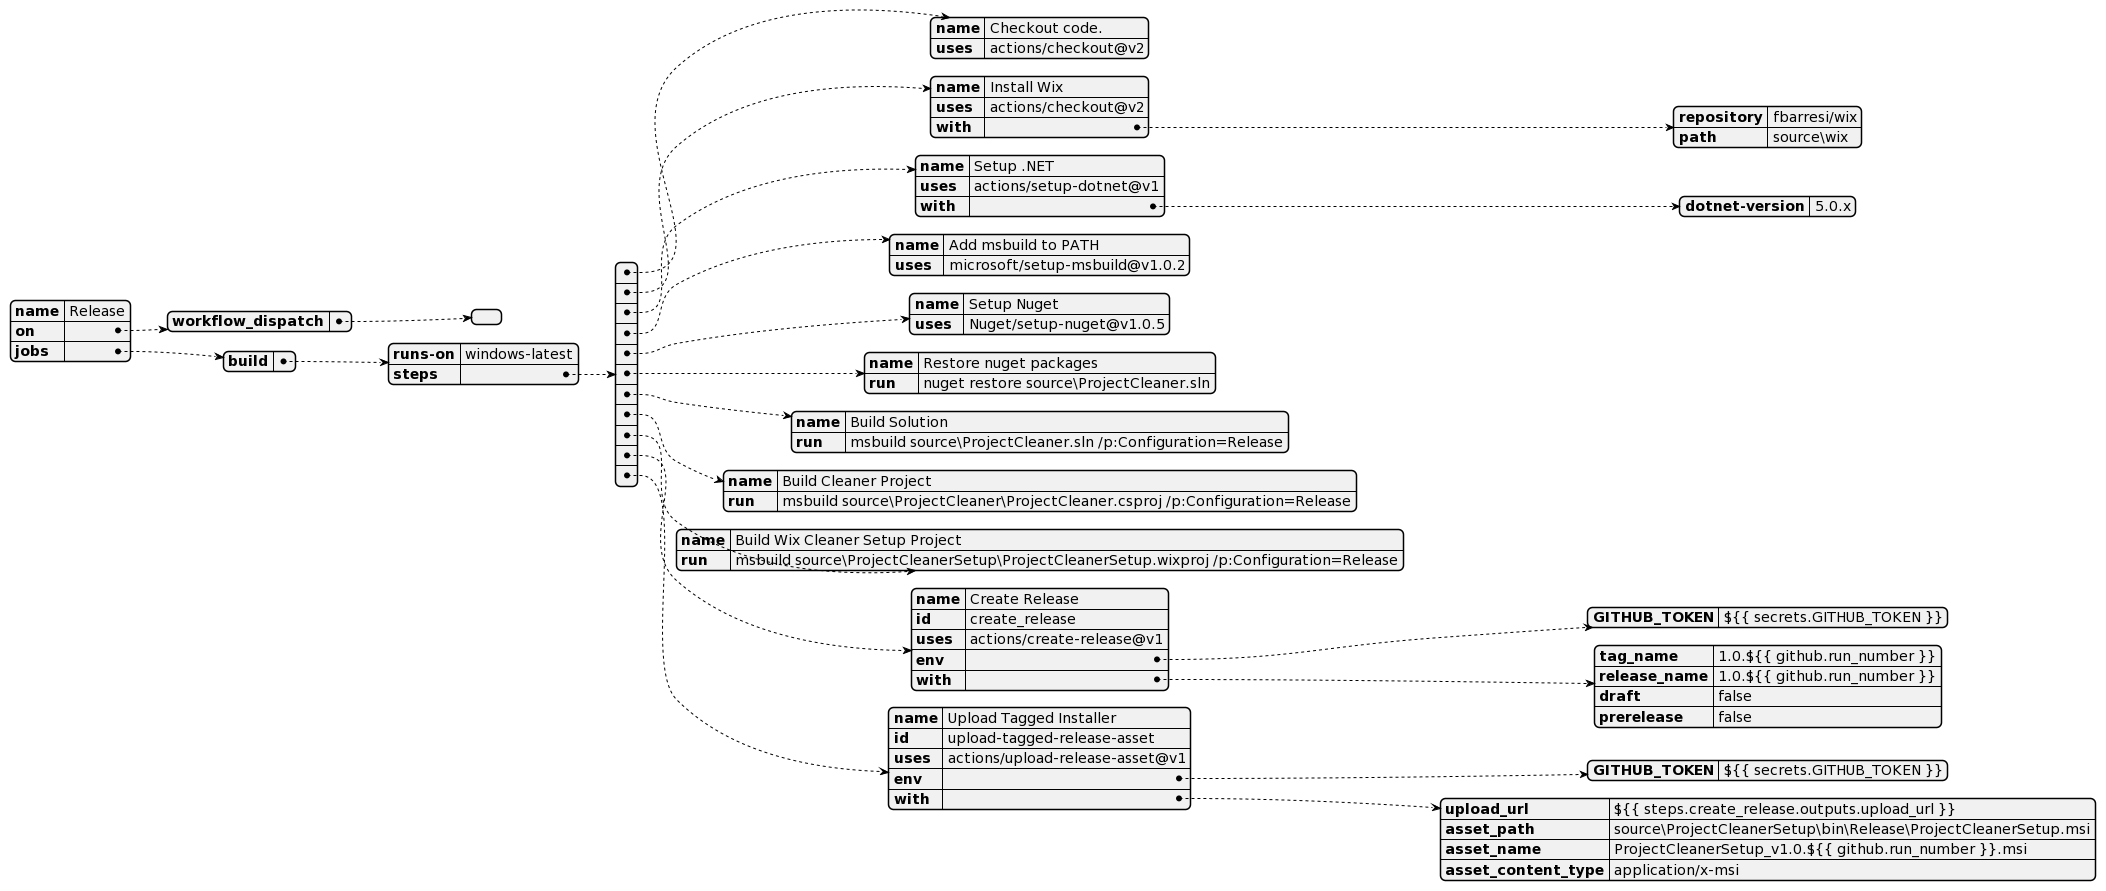 name Release
on
jobs
workflow_dispatch
build
runs-on windows-latest
steps
name Checkout code.
uses actions/checkout@v2
name Install Wix
uses actions/checkout@v2
with
repository fbarresi/wix
path source\wix
name Setup .NET
uses actions/setup-dotnet@v1
with
dotnet-version 5.0.x
name Add msbuild to PATH
uses microsoft/setup-msbuild@v1.0.2
name Setup Nuget
uses Nuget/setup-nuget@v1.0.5
name Restore nuget packages
run nuget restore source\ProjectCleaner.sln
name Build Solution
run msbuild source\ProjectCleaner.sln /p:Configuration=Release
name Build Cleaner Project
run msbuild source\ProjectCleaner\ProjectCleaner.csproj /p:Configuration=Release
name Build Wix Cleaner Setup Project
run msbuild source\ProjectCleanerSetup\ProjectCleanerSetup.wixproj /p:Configuration=Release
name Create Release
id create_release
uses actions/create-release@v1
env
with
GITHUB_TOKEN ${{ secrets.GITHUB_TOKEN }}
tag_name 1.0.${{ github.run_number }}
release_name 1.0.${{ github.run_number }}
draft false
prerelease false
name Upload Tagged Installer
id upload-tagged-release-asset
uses actions/upload-release-asset@v1
env
with
GITHUB_TOKEN ${{ secrets.GITHUB_TOKEN }}
upload_url ${{ steps.create_release.outputs.upload_url }}
asset_path source\ProjectCleanerSetup\bin\Release\ProjectCleanerSetup.msi
asset_name ProjectCleanerSetup_v1.0.${{ github.run_number }}.msi
asset_content_type application/x-msi